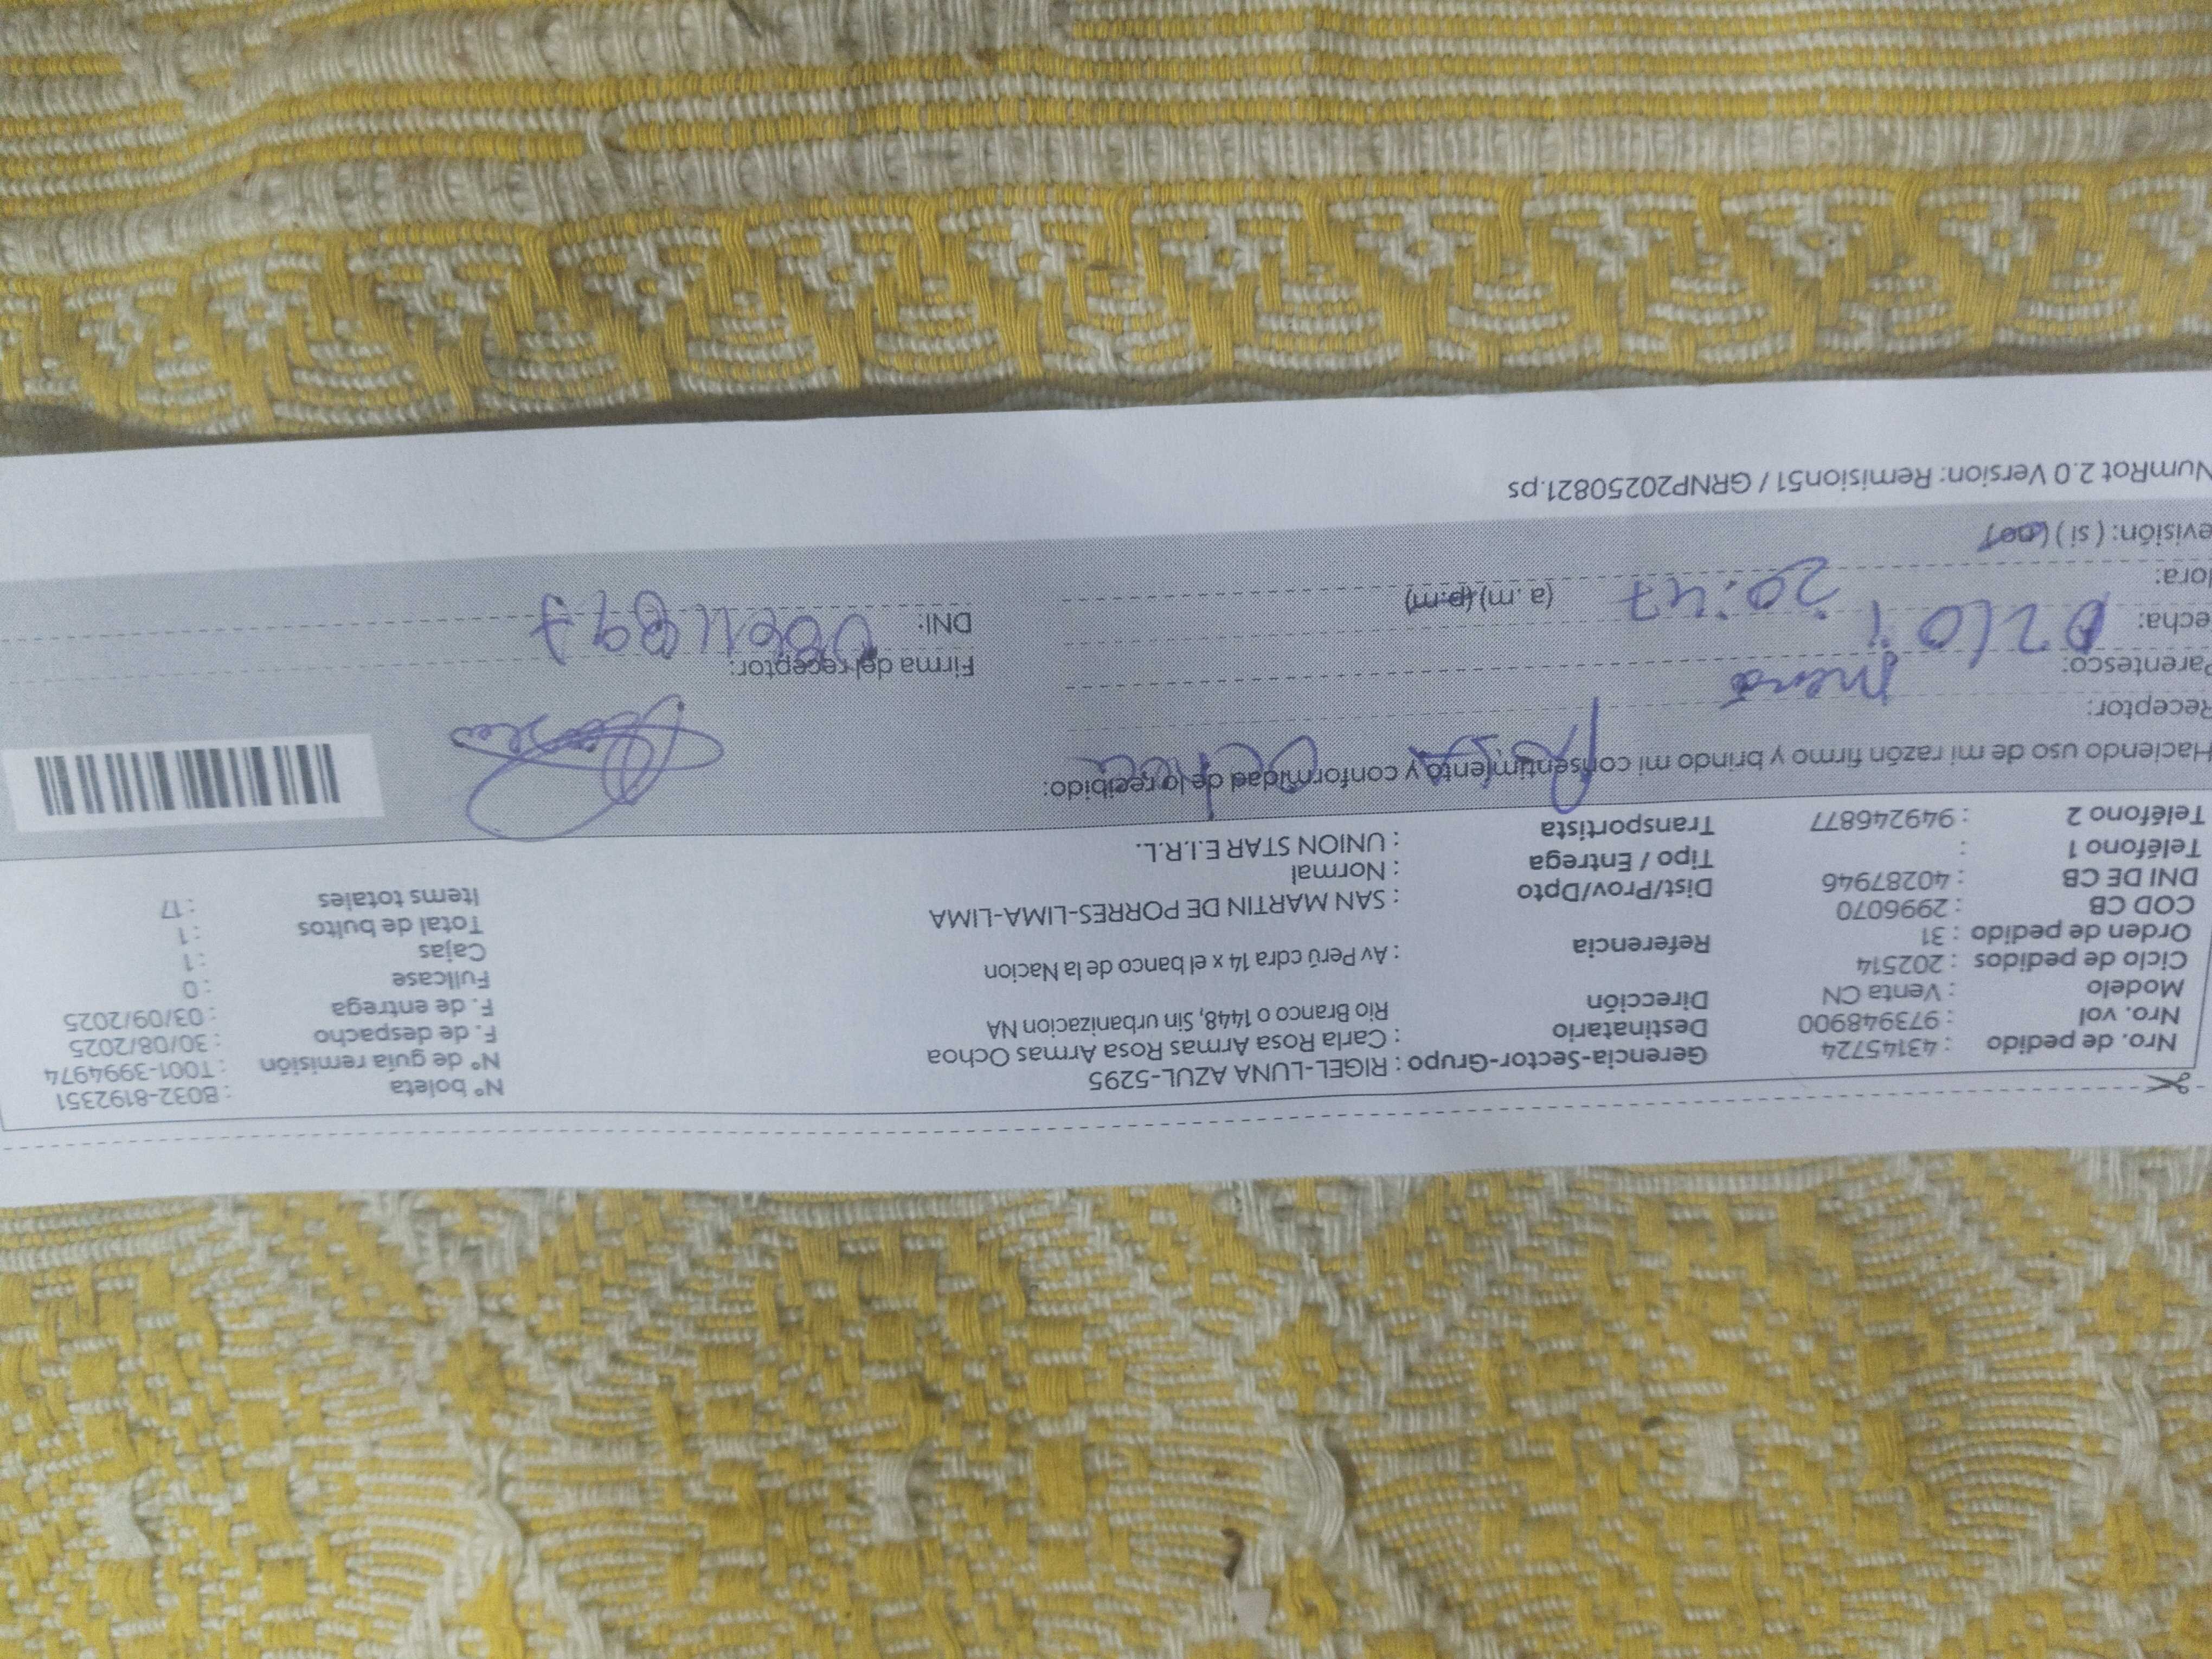 Nro. de pedido : 43145724 Gerencia-Sector-Grupo : RIGEL-LUNA AZUL-5295 N° boleta : B032-8192351
Nro. vol : 973948900 Destinatario : Carla Rosa Armas Rosa Armas Ochoa N° de guía remisión : T001-3994974
Modelo : Venta CN Dirección Rio Branco o 1448, Sin urbanizacion NA F. de despacho : 30/08/2025
Ciclo de pedidos : 202514 F. de entrega : 03/09/2025
Orden de pedido : 31 Referencia : Av Perú cdra 14 x el banco de la Nacion Fullcase : 0
COD CB : 2996070 Cajas : 1
DNI DE CB : 40287946 Dist/Prov/Dpto : SAN MARTIN DE PORRES-LIMA-LIMA Total de bultos : 1
Teléfono 1 : Tipo / Entrega : Normal Items totales : 17
Teléfono 2 : 949246877 Transportista : UNION STAR E.I.R.L.
Haciendo uso de mi razón firmo y brindo mi consentimiento y conformidad de lo recibido:
Receptor: Rosa Ochoa
Parentesco: Firma del receptor:
echa: DNI:
ora: 20:47 (a.m) (p.m)
evisión: (si) (no)
NumRot 2.0 Version: Remision51 / GRNP20250821.ps